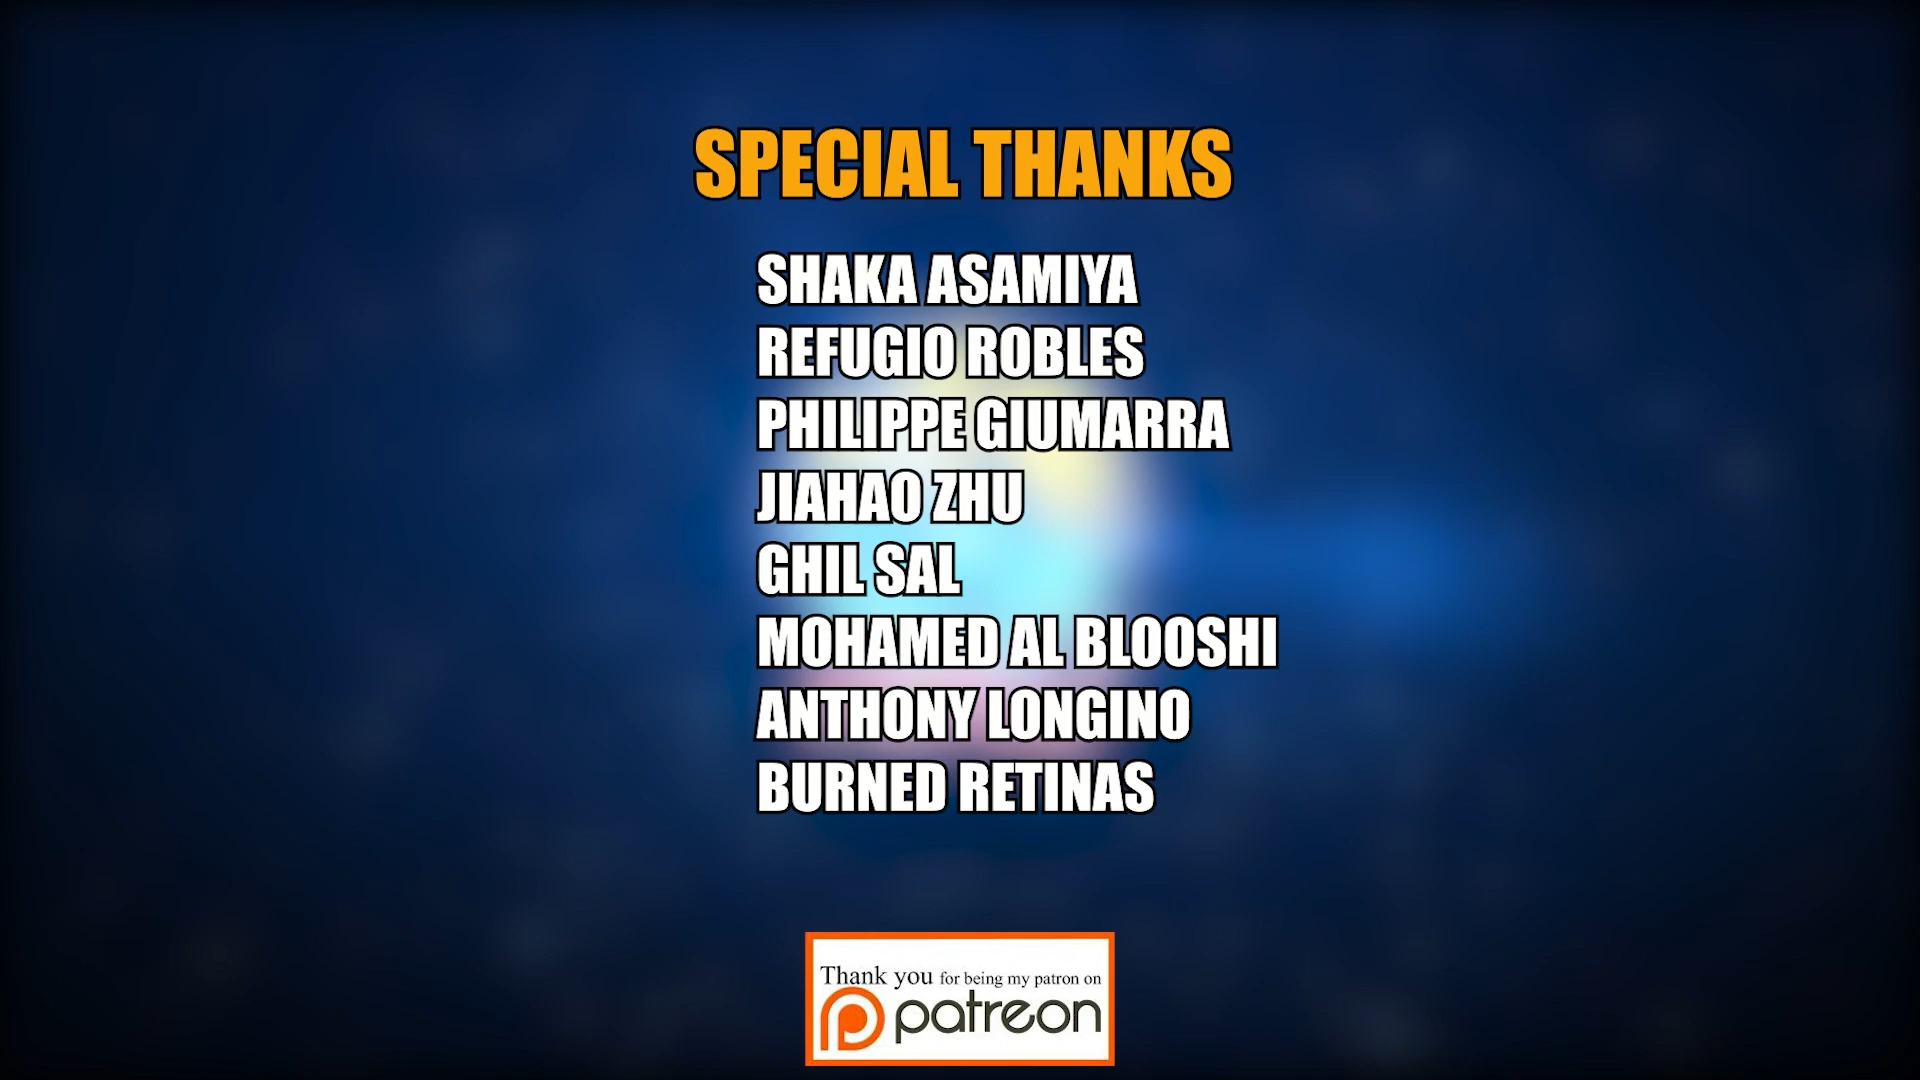 SPECIAL THANKS
SHAKA ASAMIYA
REFUGIO ROBLES
PHILIPPE GIUMARRA
JIAHAO ZHU
GHIL SAL
MOHAMED AL BLOOSHI
ANTHONY LONGINO
BURNED RETINAS
Thank you for being my patron on
patreon